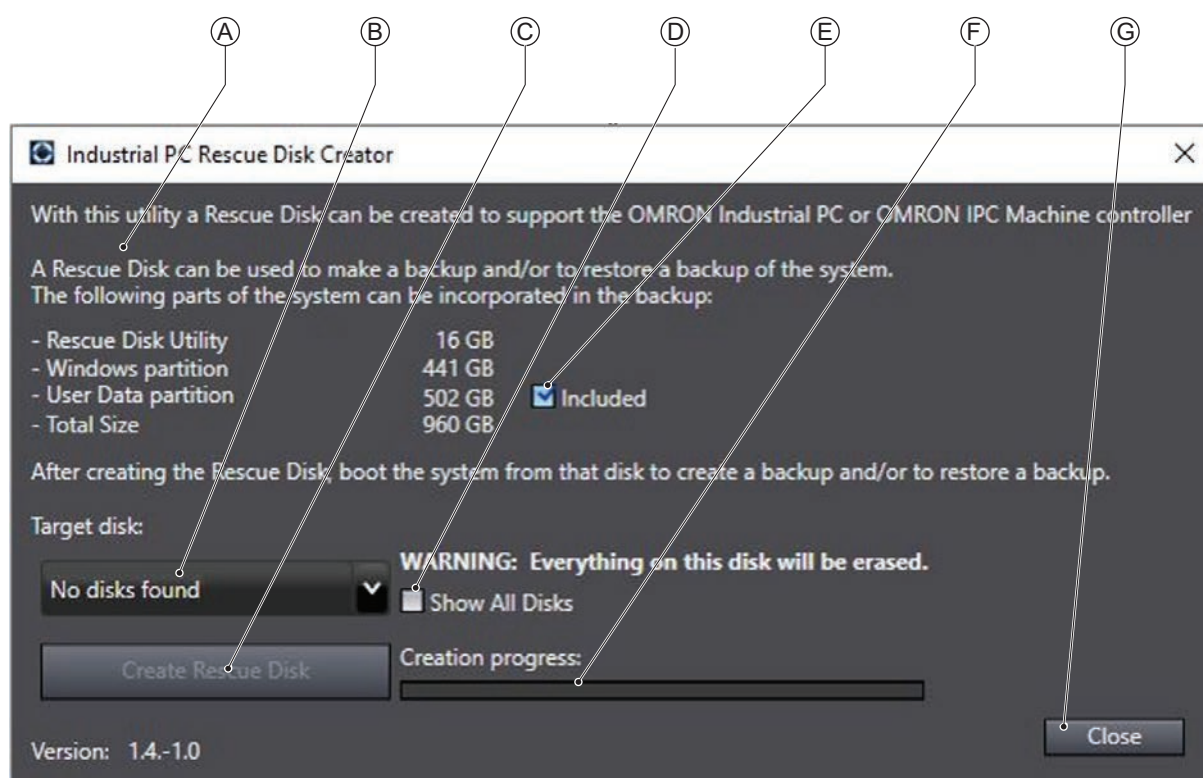 A B C D E F G
Industrial PC Rescue Disk Creator
With this utility a Rescue Disk can be created to support the OMRON Industrial PC or OMRON IPC Machine controller
A Rescue Disk can be used to make a backup and/or to restore a backup of the system.
The following parts of the system can be incorporated in the backup:
- Rescue Disk Utility 16 GB
- Windows partition 441 GB
- User Data partition 502 GB Included
- Total Size 960 GB
After creating the Rescue Disk, boot the system from that disk to create a backup and/or to restore a backup.
Target disk:
WARNING: Everything on this disk will be erased.
No disks found
Show All Disks
Create Rescue Disk
Creation progress:
Close
Version: 1.4.-1.0